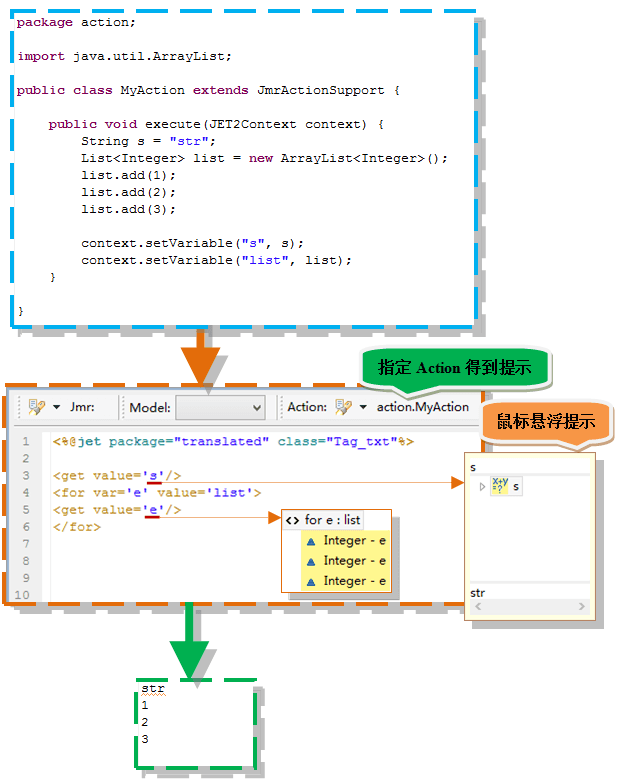 package action;
import java.util.ArrayList;
public class MyAction extends JmrActionSupport {
public void execute(JET2Context context) {
String s = "str";
List<Integer> list = new ArrayList<Integer>();
list.add(1);
list.add(2);
list.add(3);
context.setVariable("s", s);
context.setVariable("list", list);
}
}
指定 Action 得到提示
Jmr: Model: Action: action.MyAction
鼠标悬浮提示
1 <%@jet package="translated" class="Tag_txt"%>
2
3 <get value='s'/>
4 <for var='e' value='list'>
5 <get value='e'/>
6 </for>
7
8
9
10
s
x+y =? s
str
for e : list
Integer - e
Integer - e
Integer - e
str
1
2
3